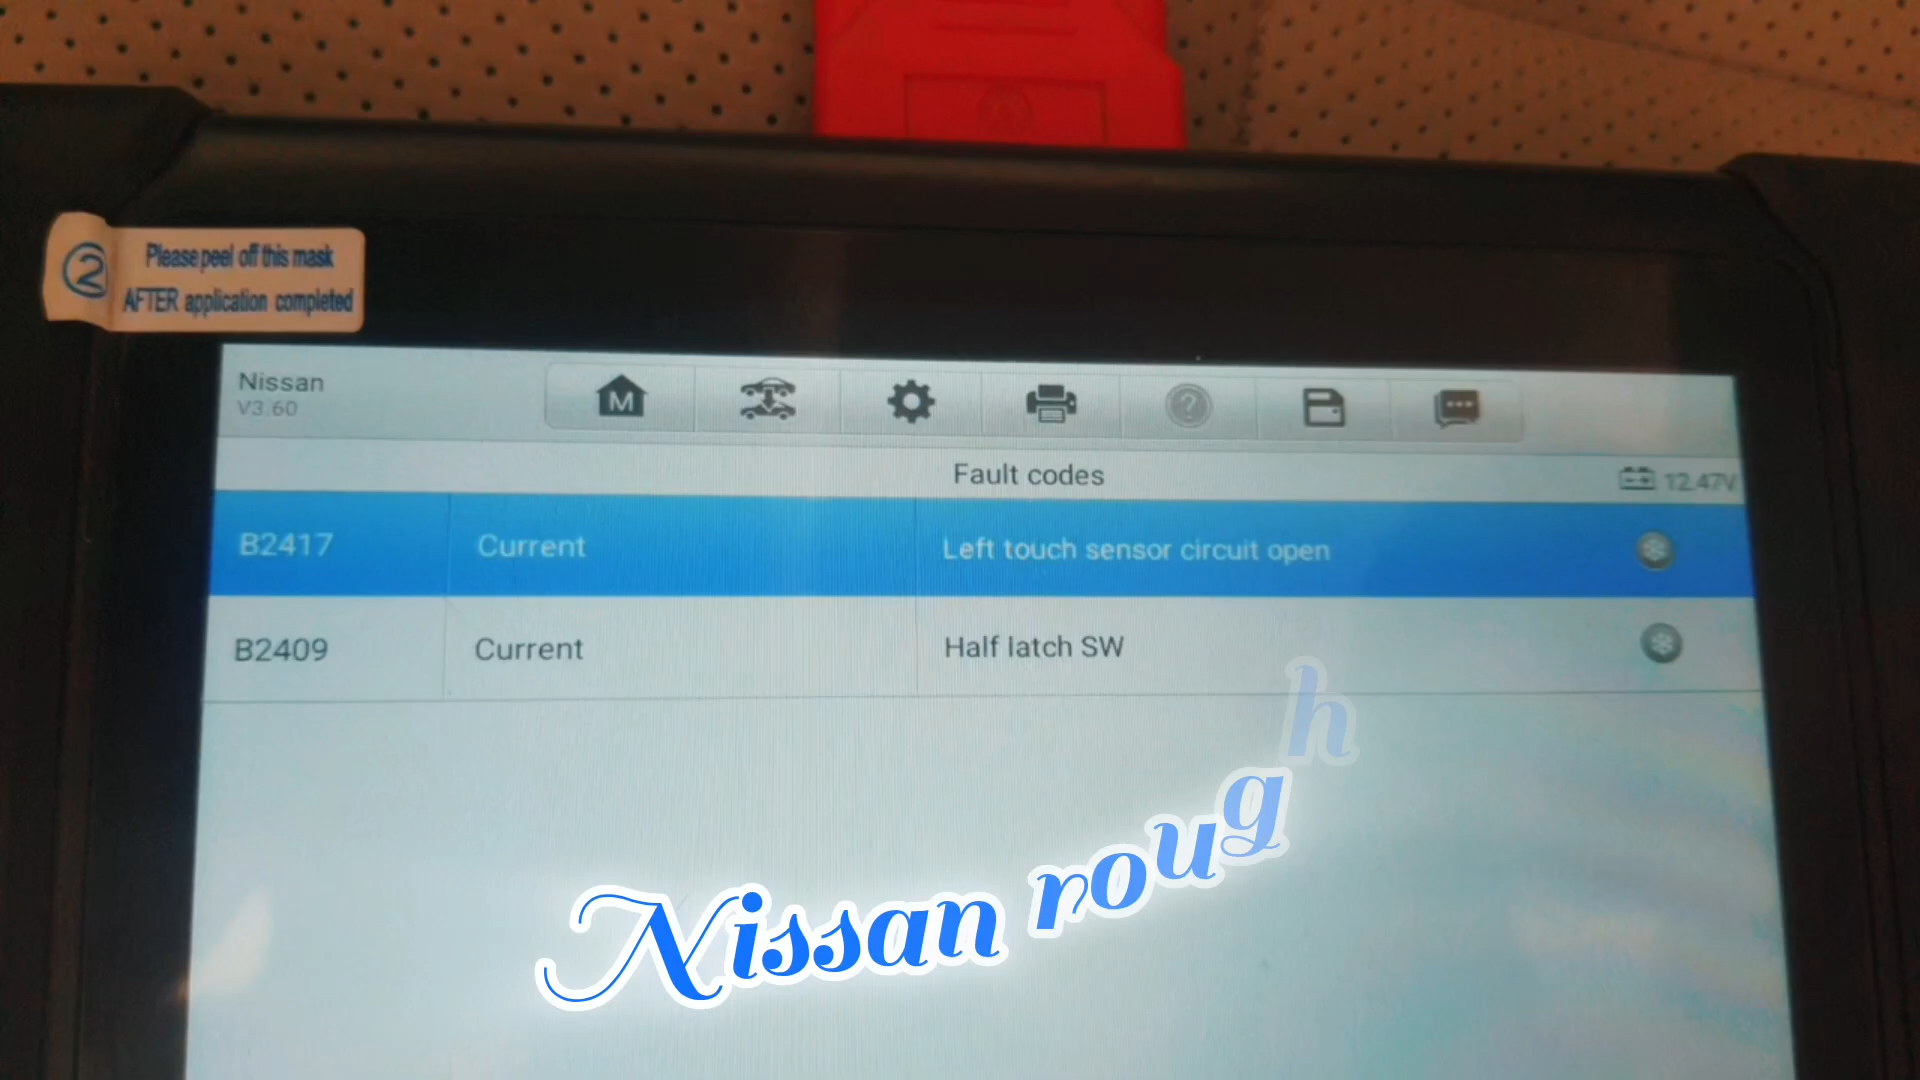 2 Please peel off this mask
AFTER application completed
Nissan
V3.60
M
?
Fault codes
12.47V
B2417 Current Left touch sensor circuit open
B2409 Current Half latch SW
Nissan rough